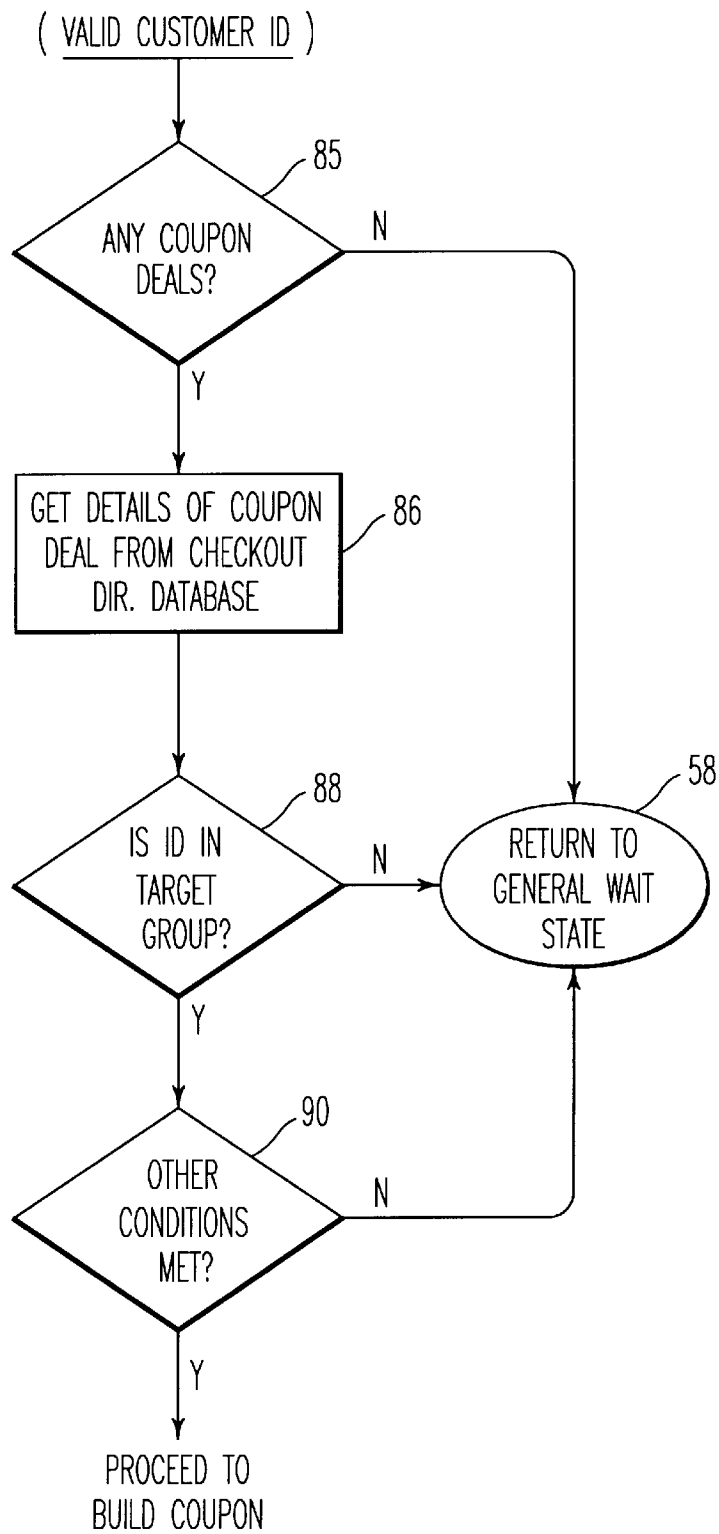 ( VALID CUSTOMER ID )
85
ANY COUPON
DEALS?
N
Y
GET DETAILS OF COUPON
DEAL FROM CHECKOUT
DIR. DATABASE
86
88
IS ID IN
TARGET
GROUP?
N
58
RETURN TO
GENERAL WAIT
STATE
Y
90
OTHER
CONDITIONS
MET?
N
Y
PROCEED TO
BUILD COUPON